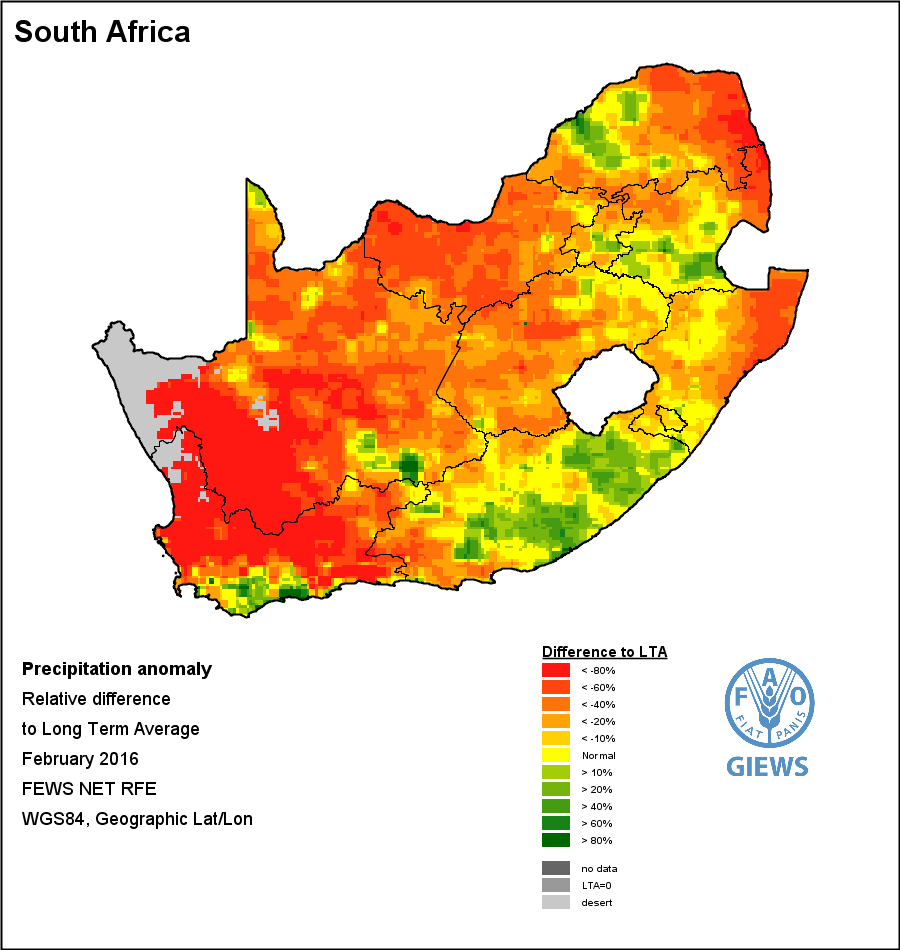 South Africa
Precipitation anomaly
Relative difference
to Long Term Average
February 2016
FEWS NET RFE
WGS84, Geographic Lat/Lon
Difference to LTA
< -80%
< -60%
< -40%
< -20%
< -10%
Normal
> 10%
> 20%
> 40%
> 60%
> 80%
no data
LTA=0
desert
F A O
FIAT PANIS
GIEWS